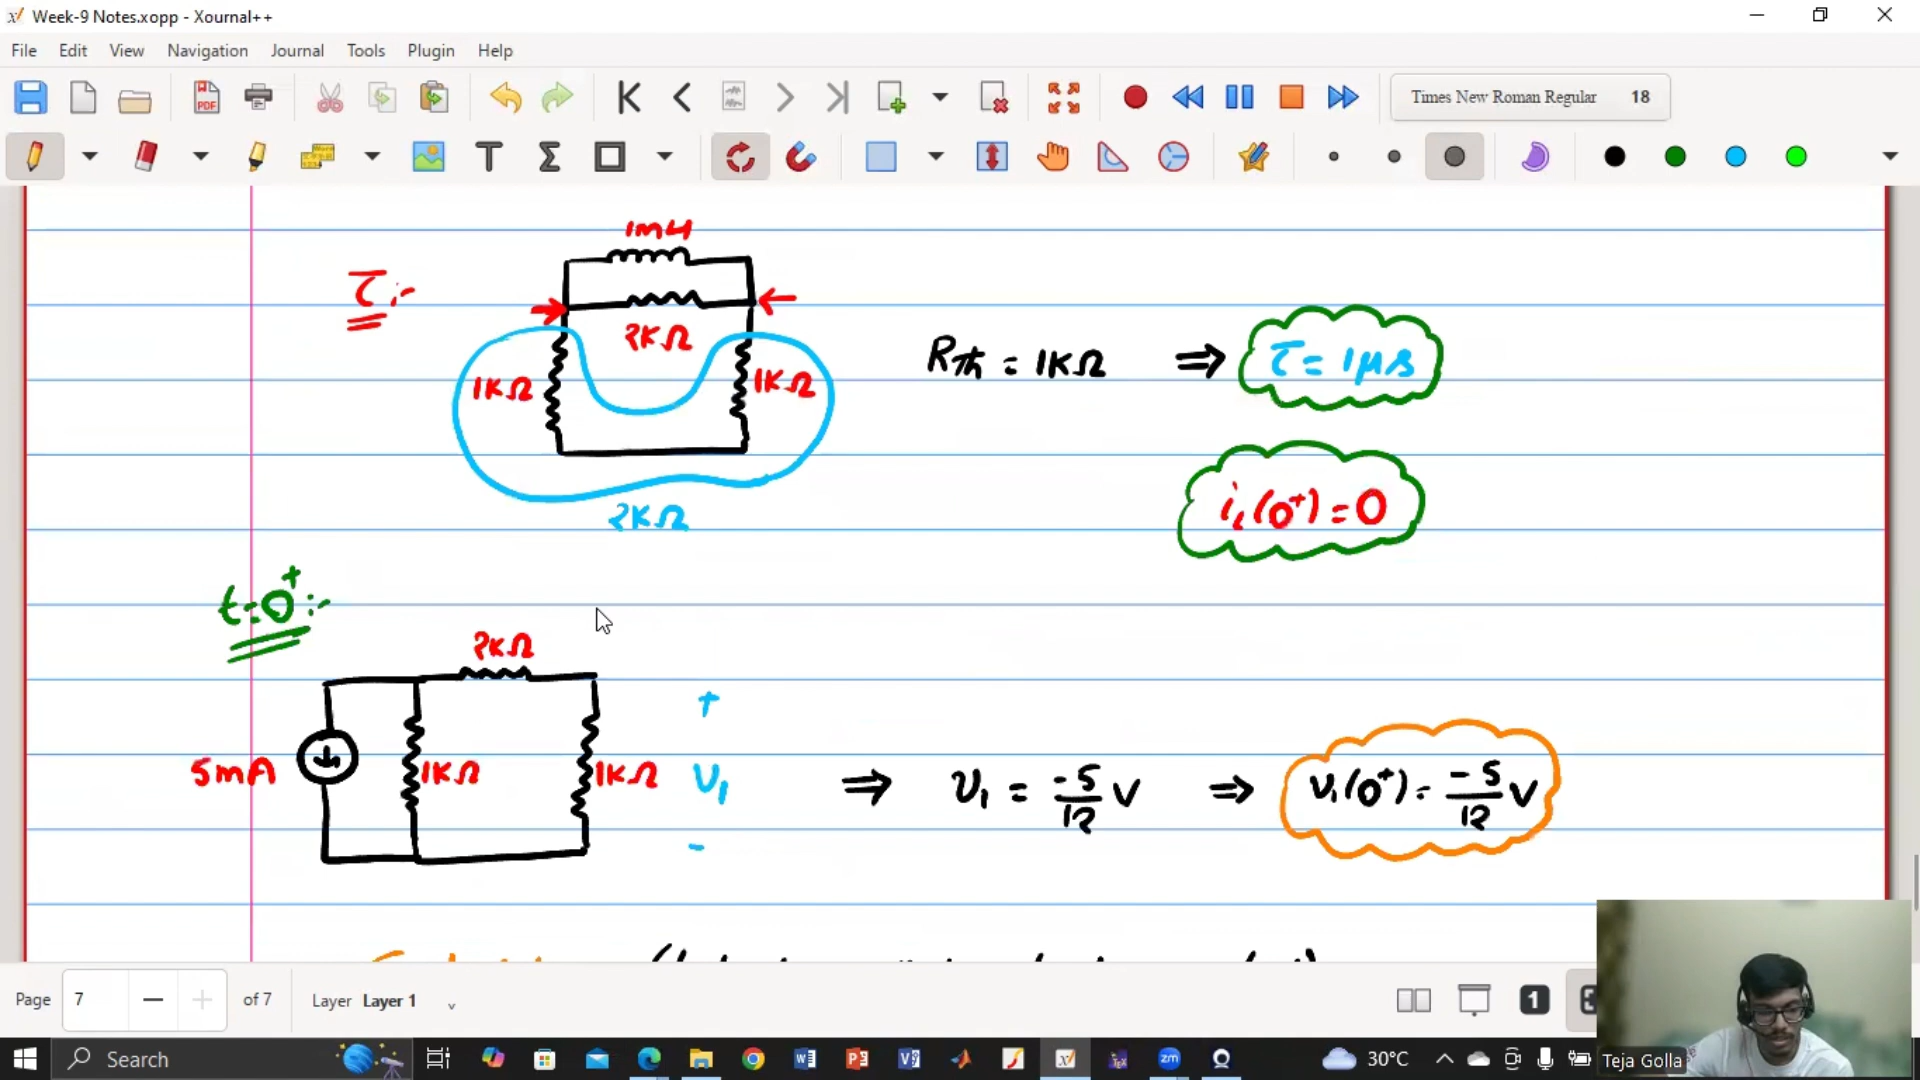 Week-9 Notes.xopp - Xournal++
File Edit View Navigation Journal Tools Plugin Help
PDF
Times New Roman Regular 18
T Σ
1mH
τ:-
2KΩ
1KΩ 1KΩ
2KΩ
Rth = 1KΩ ⇒ τ = 1μs
iL(0⁺) = 0
t=0⁺:-
2KΩ
5mA 1KΩ 1KΩ
+
V1
-
⇒ V1 = -5/12 V ⇒ V1(0⁺) = -5/12 V
Page 7 of 7 Layer Layer 1
1
Search
30°C
Teja Golla